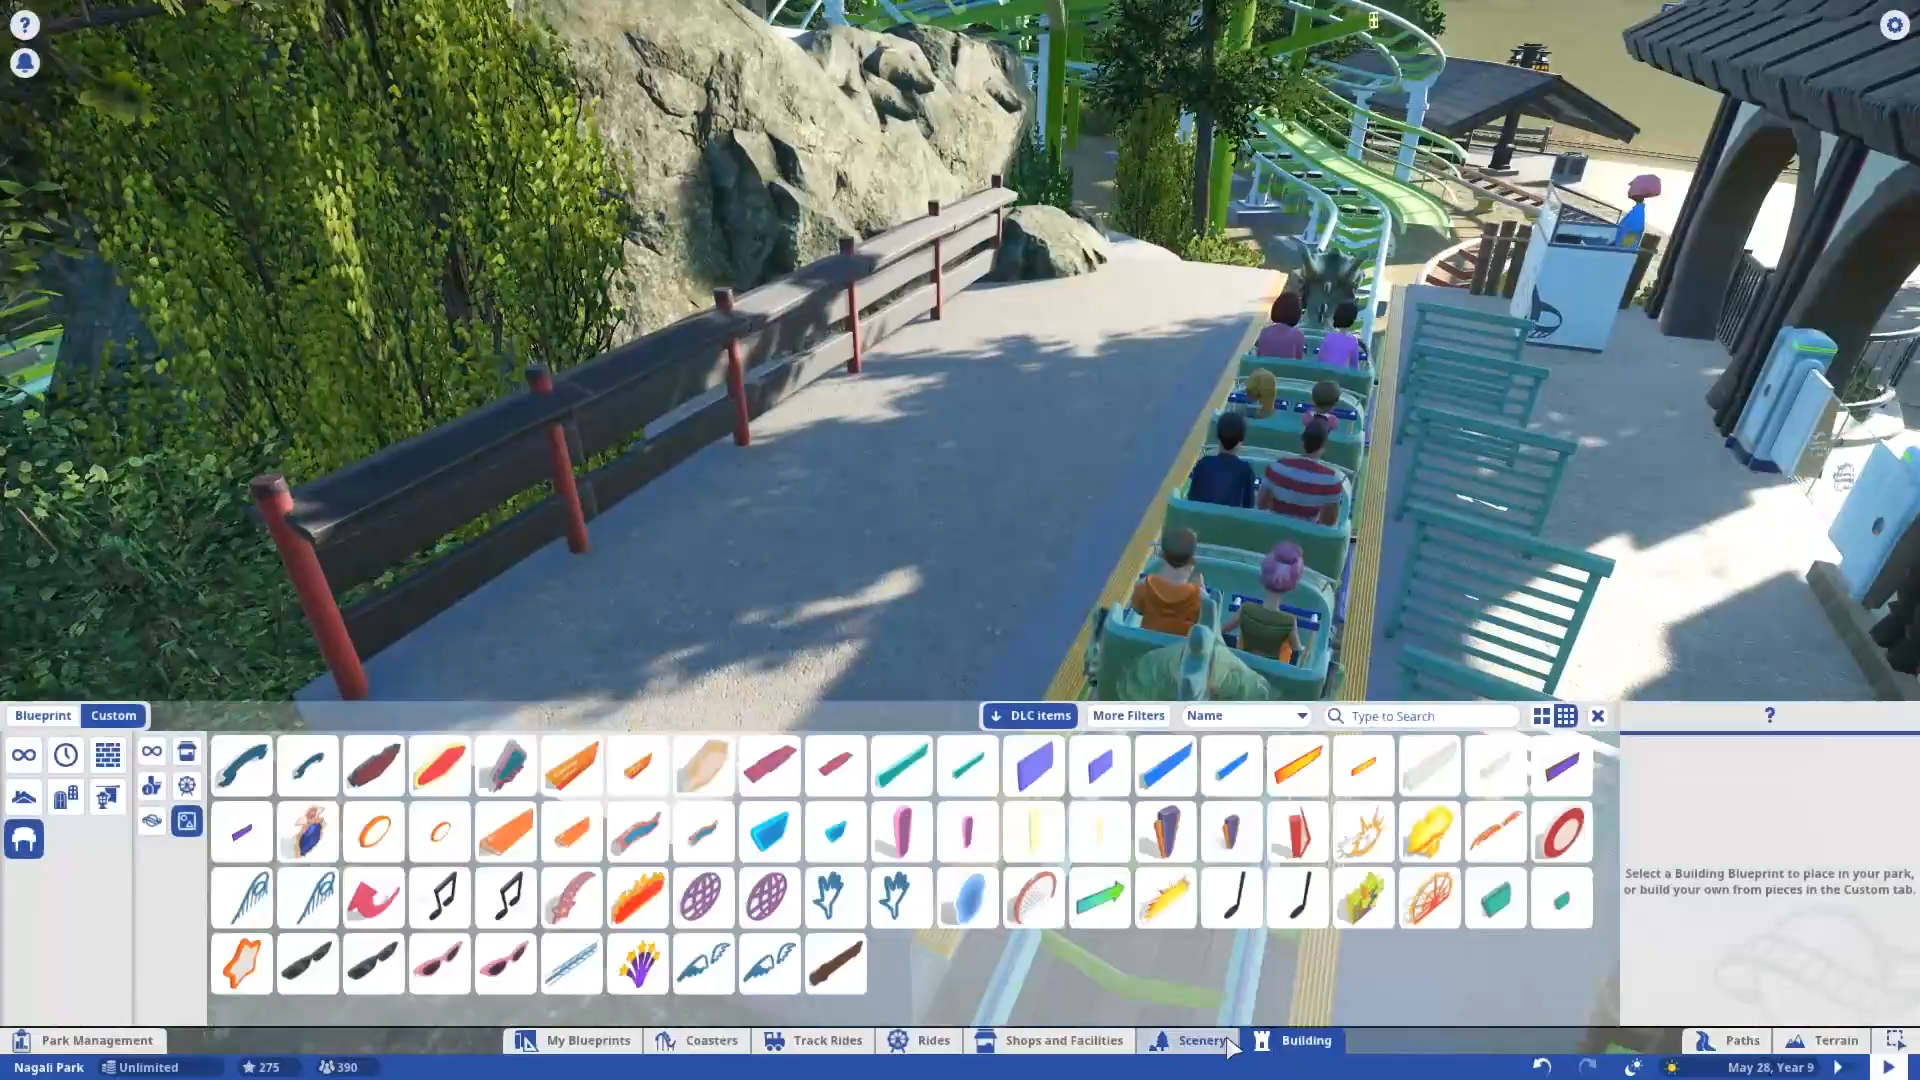 ?
Blueprint
Custom
DLC items
More Filters
Name
Type to Search
?
Select a Building Blueprint to place in your park,
or build your own from pieces in the Custom tab.
Park Management
My Blueprints
Coasters
Track Rides
Rides
Shops and Facilities
Scenery
Building
Paths
Terrain
Nagali Park
Unlimited
275
390
May 28, Year 9